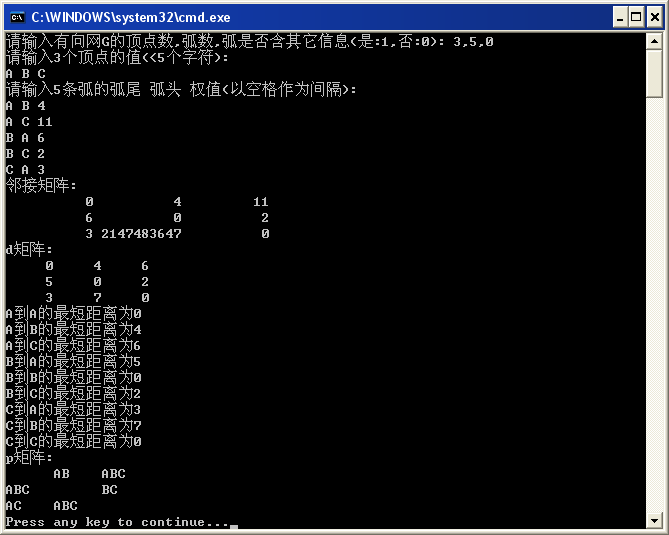 C:\WINDOWS\system32\cmd.exe
请输入有向网G的顶点数,弧数,弧是否含其它信息(是:1,否:0): 3,5,0
请输入3个顶点的值(<5个字符):
A B C
请输入5条弧的弧尾 弧头 权值(以空格作为间隔):
A B 4
A C 11
B A 6
B C 2
C A 3
邻接矩阵:
0 4 11
6 0 2
3 2147483647 0
d矩阵:
0 4 6
5 0 2
3 7 0
A到A的最短距离为0
A到B的最短距离为4
A到C的最短距离为6
B到A的最短距离为5
B到B的最短距离为0
B到C的最短距离为2
C到A的最短距离为3
C到B的最短距离为7
C到C的最短距离为0
p矩阵:
AB ABC
ABC BC
AC ABC
Press any key to continue..._